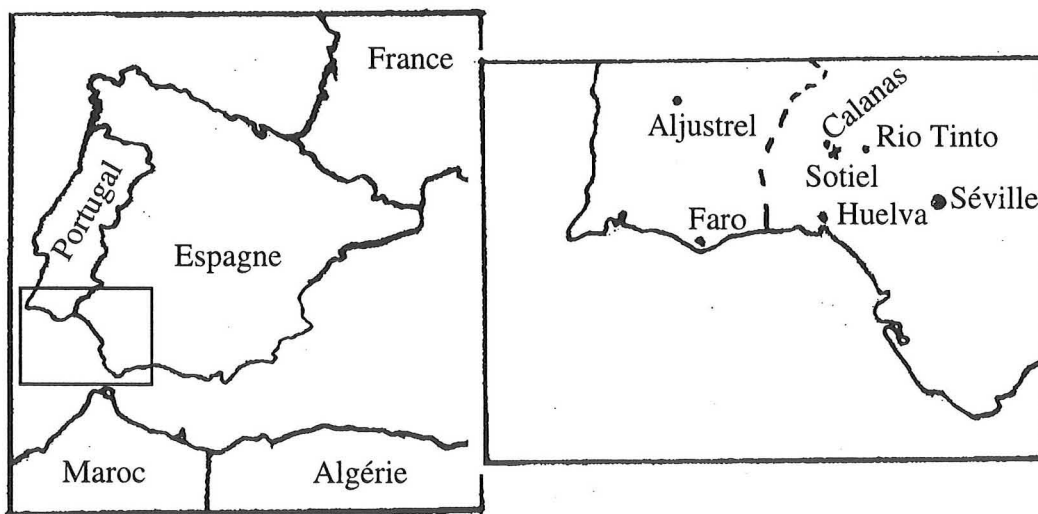 France
Portugal
Espagne
Maroc
Algérie
Calanas
Aljustrel
Rio Tinto
Sotiel
Séville
Faro
Huelva